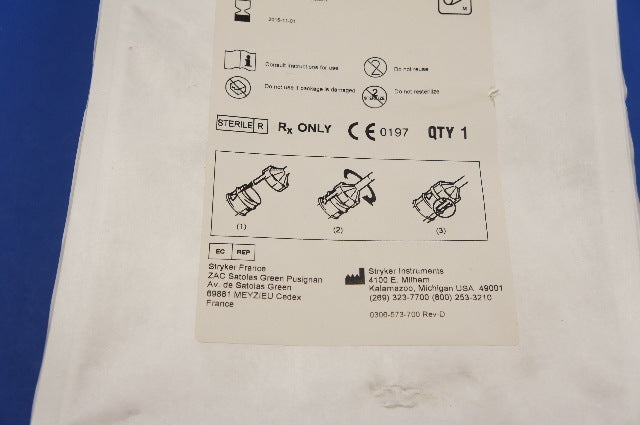 2015-11-01
Consult instructions for use
Do not reuse
Do not use if package is damaged
Do not resterilize
STERILE R
Rx ONLY
CE 0197
QTY 1
(1)
(2)
(3)
EC REP
Stryker France
ZAC Satolas Green Pusignan
Av. de Satolas Green
69881 MEYZIEU Cedex
France
Stryker Instruments
4100 E. Milham
Kalamazoo, Michigan USA 49001
(269) 323-7700 (800) 253-3210
0306-573-700 Rev-D